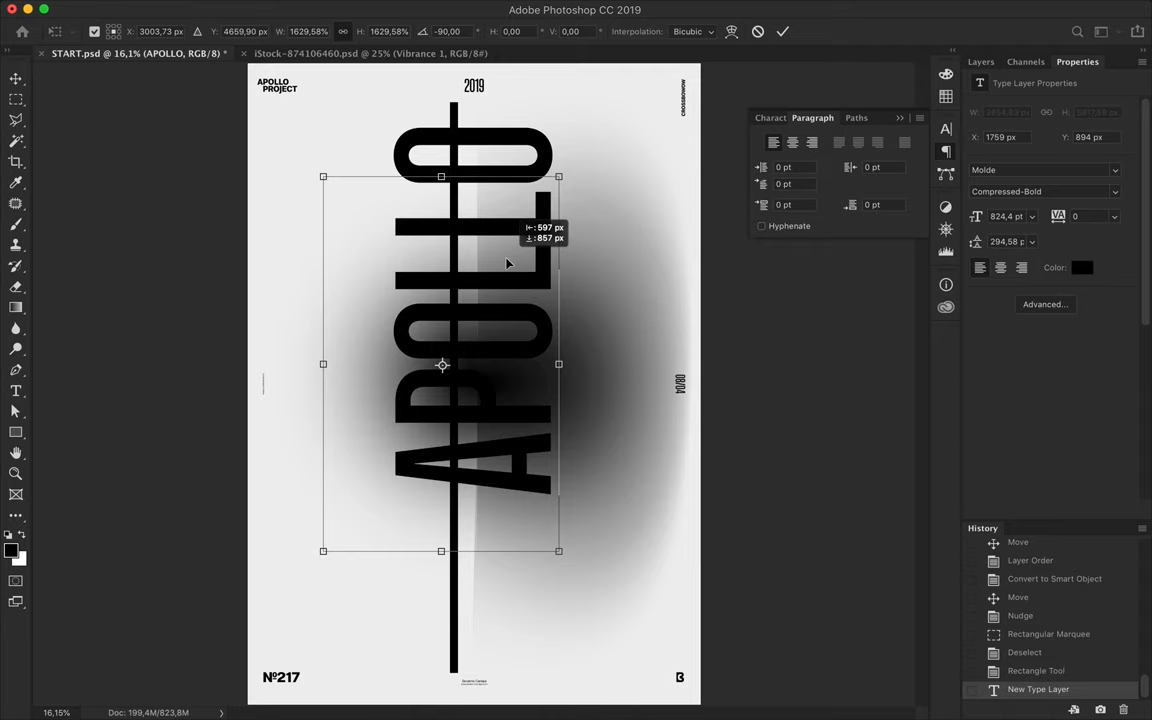 Adobe Photoshop CC 2019
X: 3003,73 px
Y: 4659,90 px
W: 1629,58%
H: 1629,58%
-90,00
H: 0,00
V: 0,00
Interpolation: Bicubic
START.psd @ 16,1% (APOLLO, RGB/8) *
iStock-874106460.psd @ 25% (Vibrance 1, RGB/8#)
Layers
Channels
Properties
Type Layer Properties
X: 1759 px
Y: 894 px
Molde
Compressed-Bold
824,4 pt
VA
0
294,58 p
Color:
Advanced...
Charact
Paragraph
Paths
0 pt
0 pt
0 pt
0 pt
0 pt
Hyphenate
APOLLO
PROJECT
2019
CROSSBOWOW
APOLLO
597 px
857 px
08/04
Nº217
B
History
Move
Layer Order
Convert to Smart Object
Move
Nudge
Rectangular Marquee
Deselect
Rectangle Tool
New Type Layer
16,15%
Doc: 199,4M/823,8M